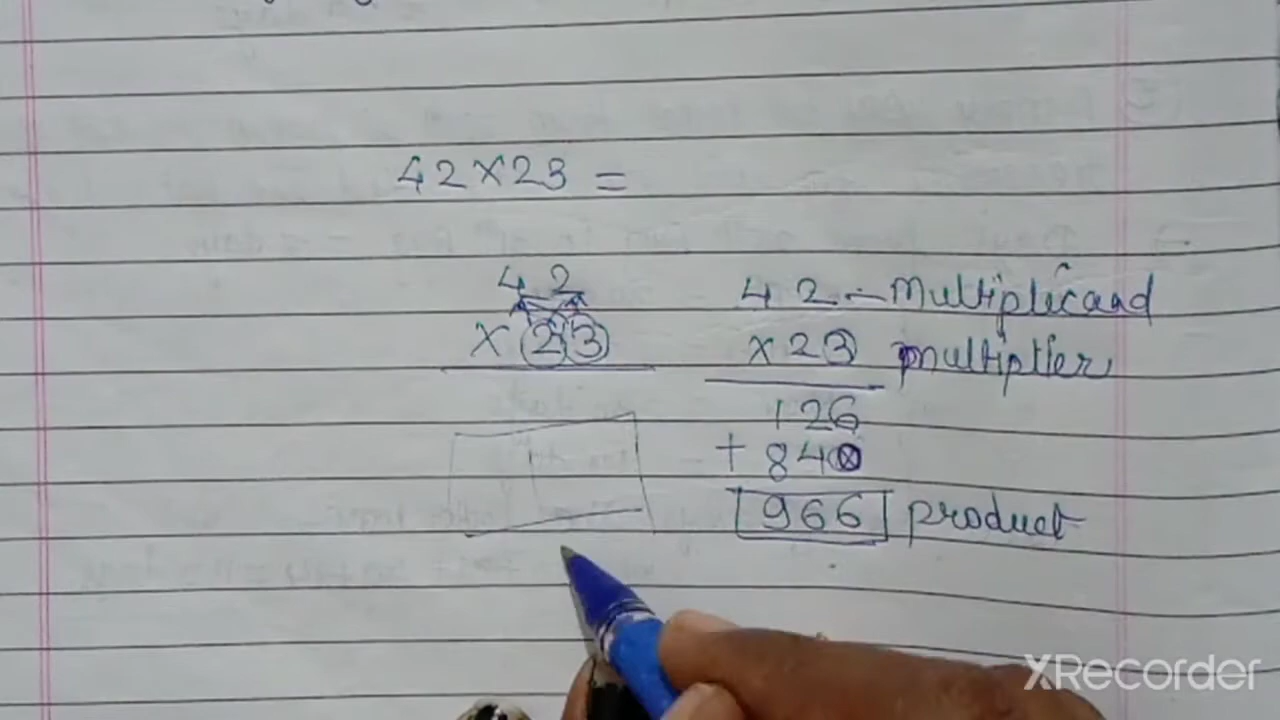 42×23 =
42
×23
42 - Multiplicand
×23 multiplier
126
+ 840
966 product
XRecorder